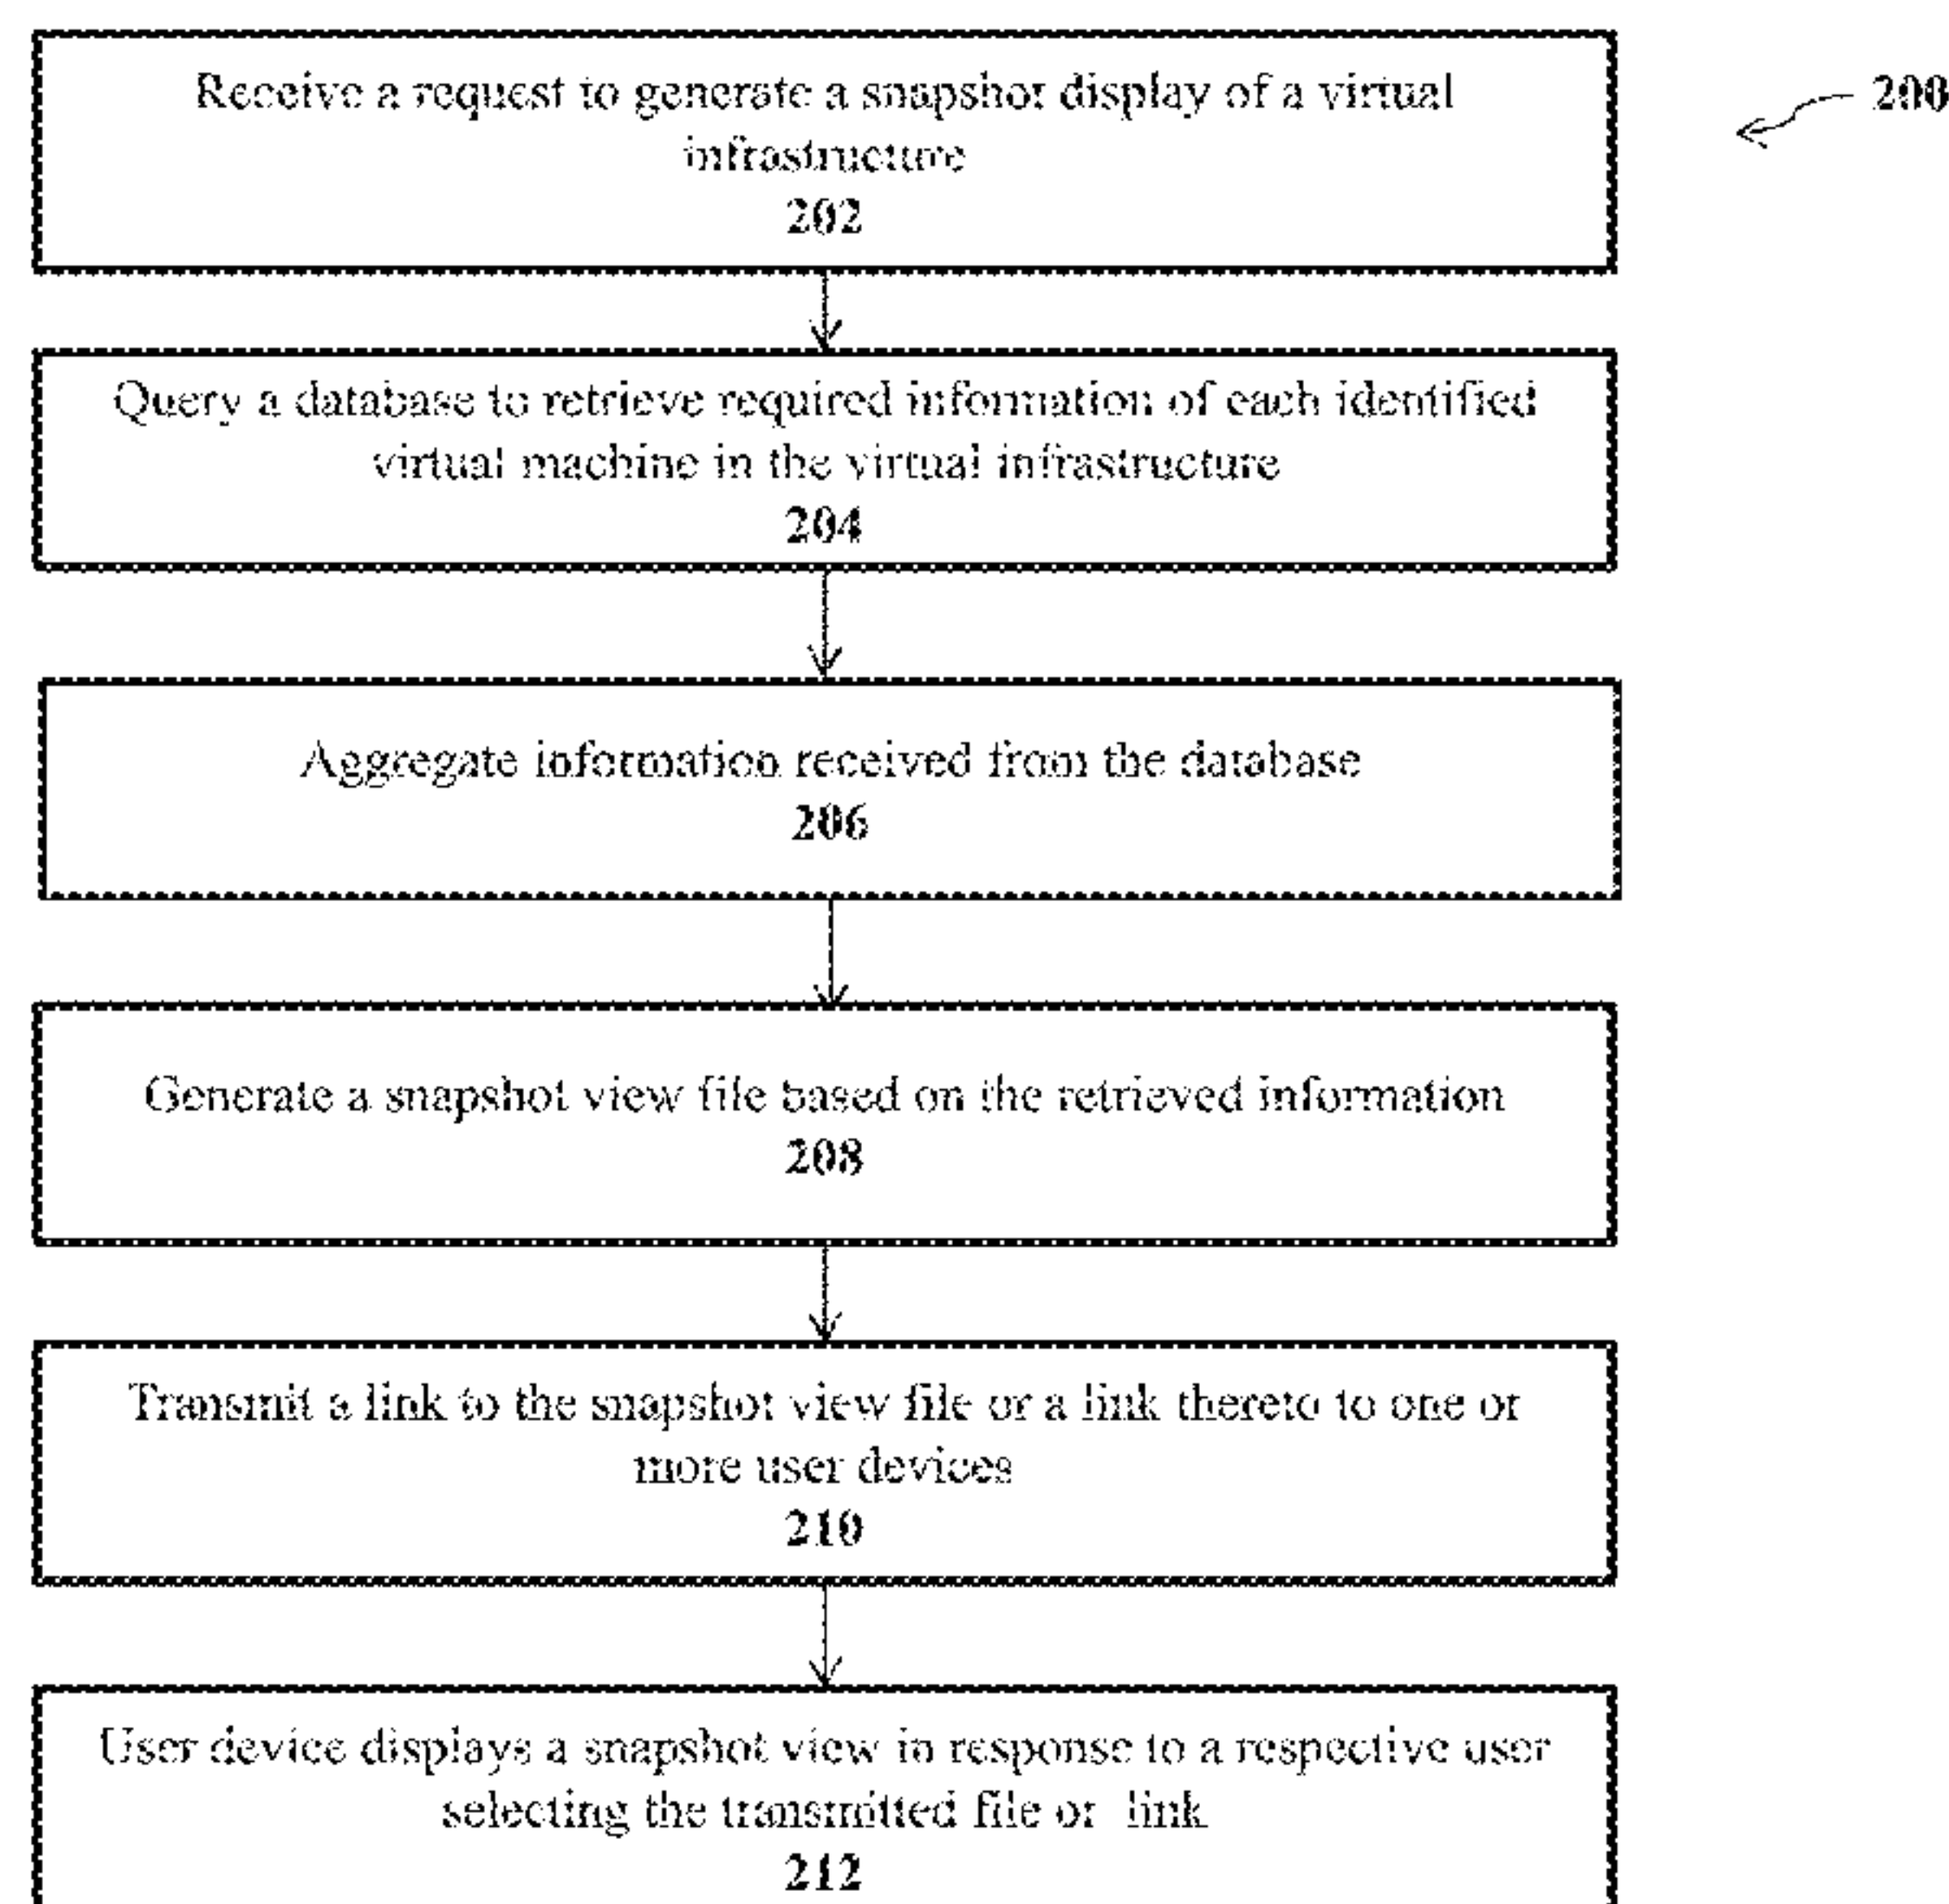 Receive a request to generate a snapshot display of a virtual
infrastructure
202
200
Query a database to retrieve required information of each identified
virtual machine in the virtual infrastructure
204
Aggregate information received from the database
206
Generate a snapshot view file based on the retrieved information
208
Transmit a link to the snapshot view file or a link thereto to one or
more user devices
210
User device displays a snapshot view in response to a respective user
selecting the transmitted file or link
212